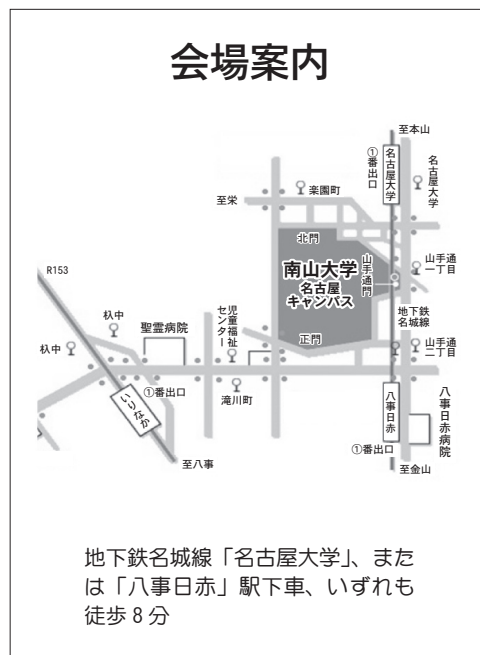 会場案内
至本山
①番出口
名古屋大学
名古屋大学
楽園町
至栄
北門
山手通一丁目
南山大学
名古屋
キャンパス
山手通門
R153
地下鉄
名城線
杁中
聖霊病院
児童福祉
センター
正門
山手通
二丁目
杁中
①番出口
滝川町
いりなか
八事日赤
八事日赤病院
①番出口
至八事
至金山
地下鉄名城線「名古屋大学」、また
は「八事日赤」駅下車、いずれも
徒歩8分